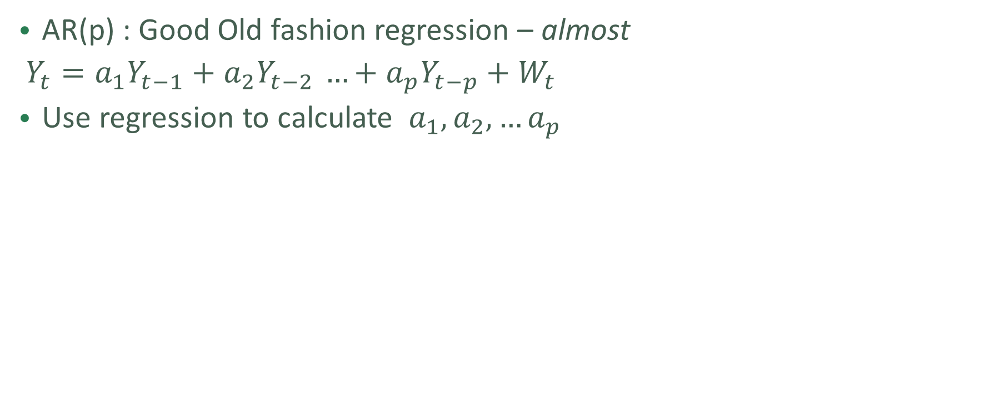 • AR(p) : Good Old fashion regression – almost
Yₜ = a₁Yₜ₋₁ + a₂Yₜ₋₂ … + aₚYₜ₋ₚ + Wₜ
• Use regression to calculate a₁, a₂, … aₚ